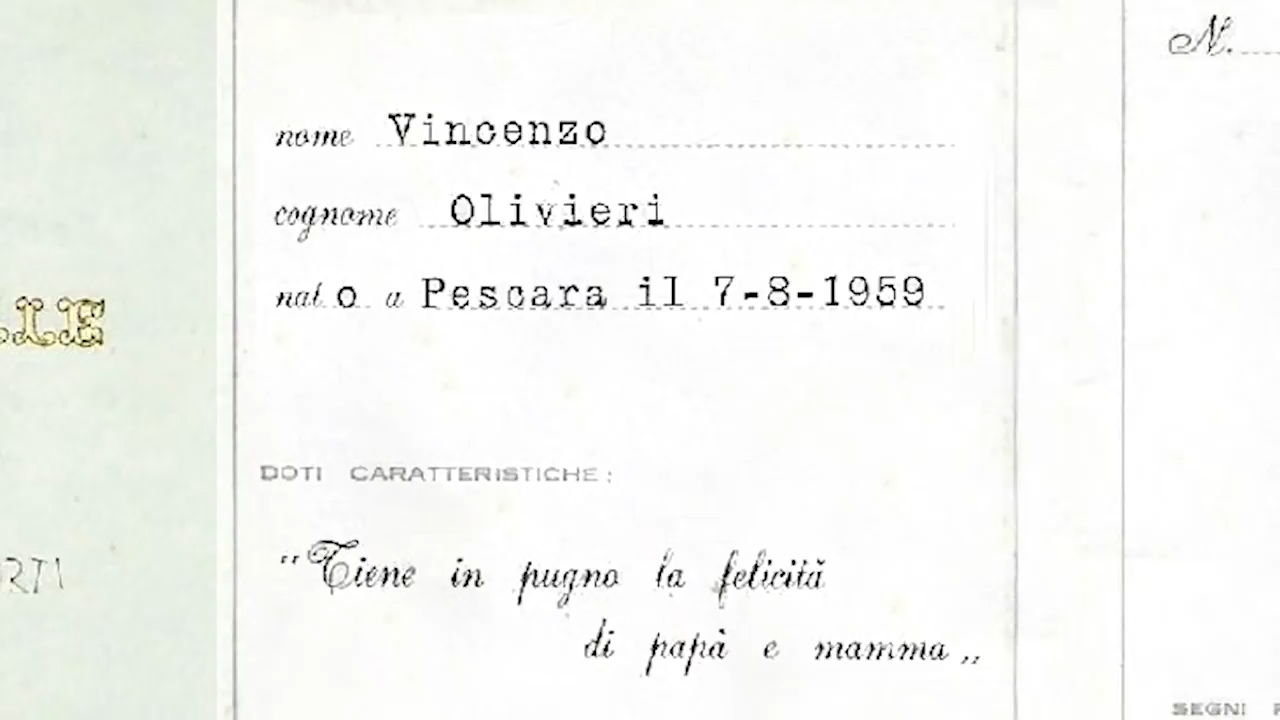 N.
nome Vincenzo
cognome Olivieri
nato a Pescara il 7-8-1959
DOTI CARATTERISTICHE:
"Tiene in pugno la felicità
di papà e mamma„
SEGNI